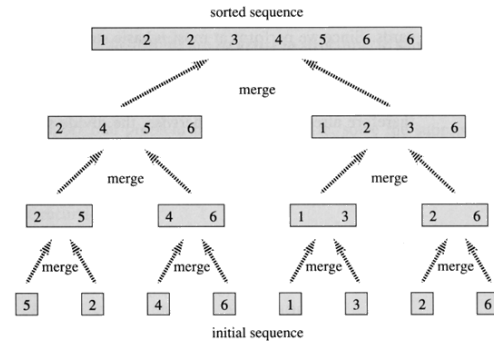 sorted sequence
1 2 2 3 4 5 6 6
merge
2 4 5 6 1 2 3 6
merge merge
2 5 4 6 1 3 2 6
merge merge merge merge
5 2 4 6 1 3 2 6
initial sequence